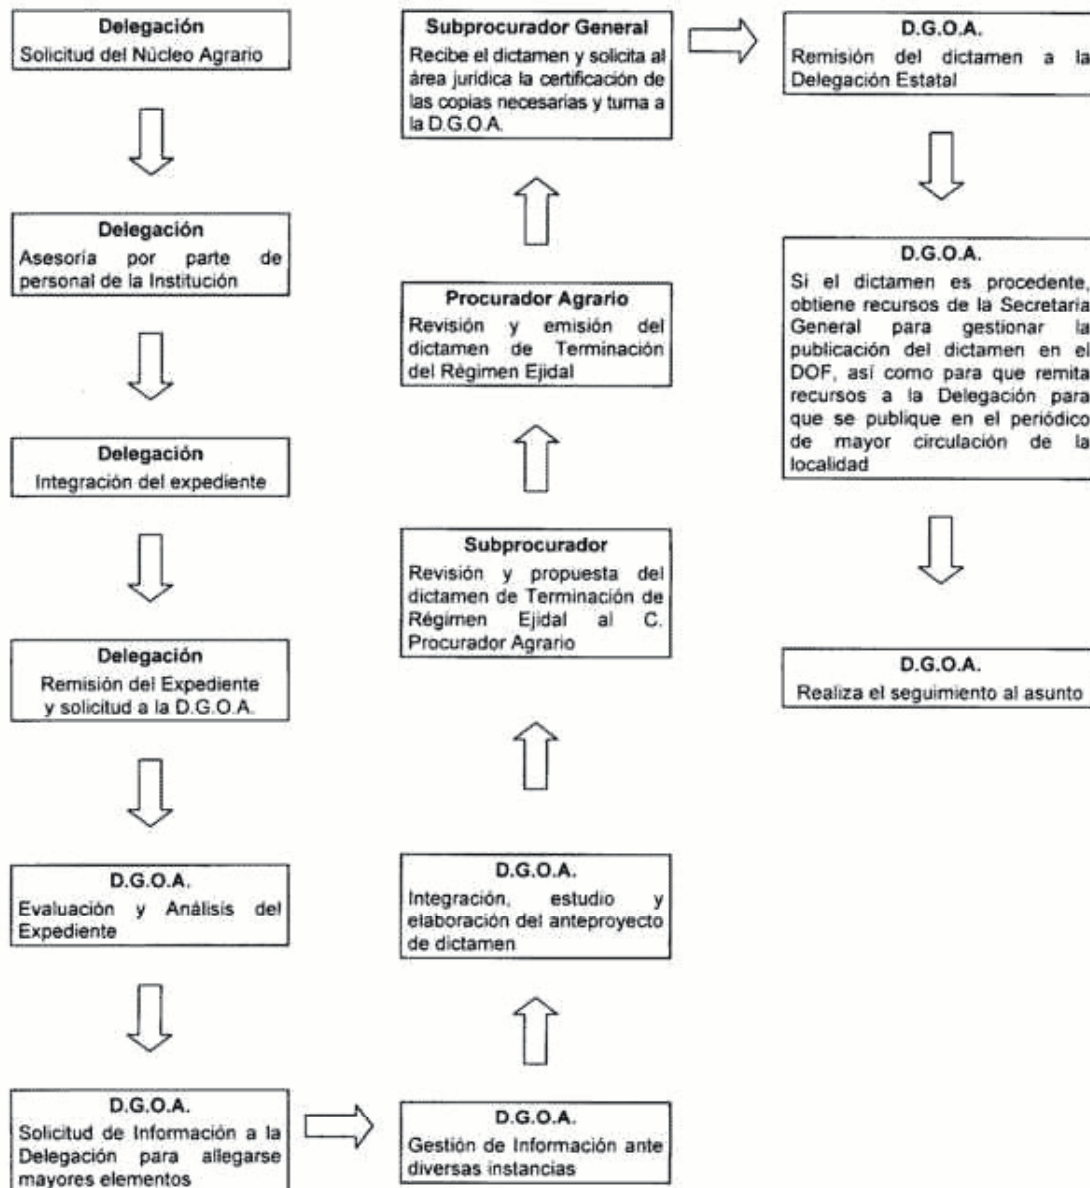 Delegación
Solicitud del Núcleo Agrario
Delegación
Asesoría por parte de
personal de la Institución
Delegación
Integración del expediente
Delegación
Remisión del Expediente
y solicitud a la D.G.O.A.
D.G.O.A.
Evaluación y Análisis del
Expediente
D.G.O.A.
Solicitud de Información a la
Delegación para allegarse
mayores elementos
D.G.O.A.
Gestión de Información ante
diversas instancias
D.G.O.A.
Integración, estudio y
elaboración del anteproyecto
de dictamen
Subprocurador
Revisión y propuesta del
dictamen de Terminación de
Régimen Ejidal al C.
Procurador Agrario
Procurador Agrario
Revisión y emisión del
dictamen de Terminación
del Régimen Ejidal
Subprocurador General
Recibe el dictamen y solicita al
área jurídica la certificación de
las copias necesarias y turna a
la D.G.O.A.
D.G.O.A.
Remisión del dictamen a la
Delegación Estatal
D.G.O.A.
Si el dictamen es procedente,
obtiene recursos de la Secretaria
General para gestionar la
publicación del dictamen en el
DOF, así como para que remita
recursos a la Delegación para
que se publique en el periódico
de mayor circulación de la
localidad
D.G.O.A.
Realiza el seguimiento al asunto